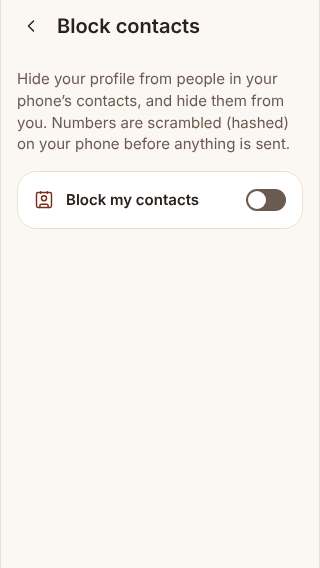 Block contacts
Hide your profile from people in your
phone’s contacts, and hide them from
you. Numbers are scrambled (hashed)
on your phone before anything is sent.
Block my contacts